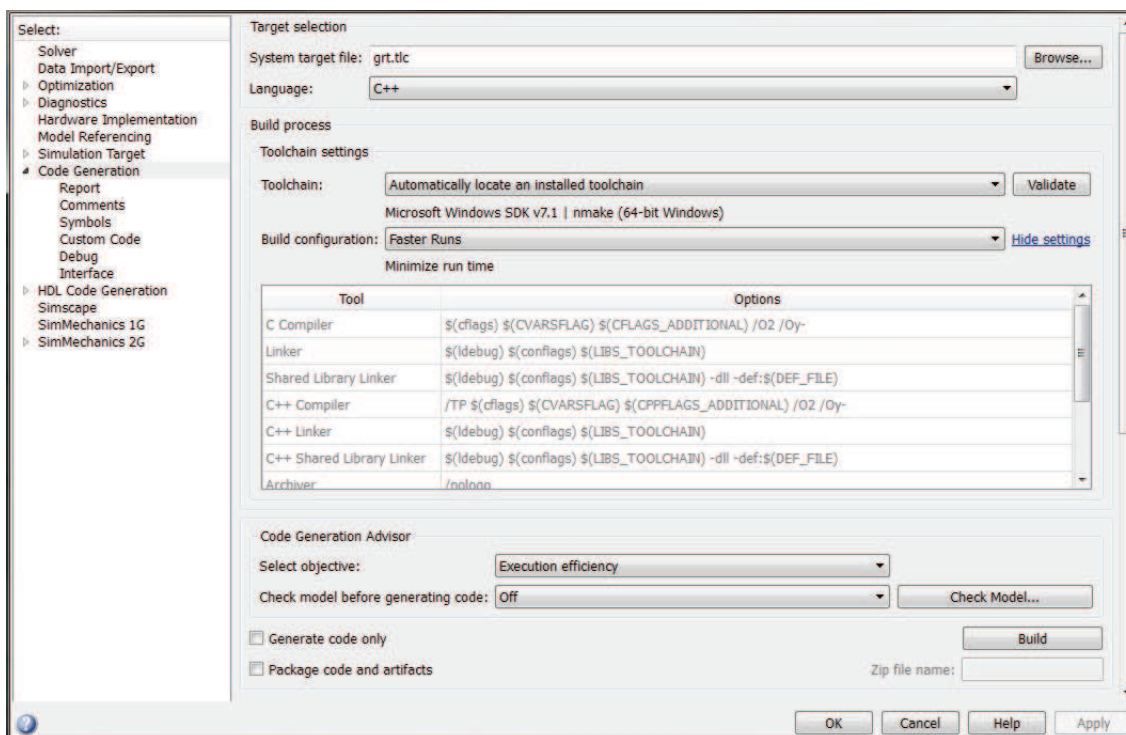 Select:
Solver
Data Import/Export
Optimization
Diagnostics
Hardware Implementation
Model Referencing
Simulation Target
Code Generation
Report
Comments
Symbols
Custom Code
Debug
Interface
HDL Code Generation
Simscape
SimMechanics 1G
SimMechanics 2G
Target selection
System target file: grt.tlc Browse...
Language: C++
Build process
Toolchain settings
Toolchain: Automatically locate an installed toolchain Validate
Microsoft Windows SDK v7.1 | nmake (64-bit Windows)
Build configuration: Faster Runs Hide settings
Minimize run time
Tool Options
C Compiler $(cflags) $(CVARSFLAG) $(CFLAGS_ADDITIONAL) /O2 /Oy-
Linker $(ldebug) $(conflags) $(LIBS_TOOLCHAIN)
Shared Library Linker $(ldebug) $(conflags) $(LIBS_TOOLCHAIN) -dll -def:$(DEF_FILE)
C++ Compiler /TP $(cflags) $(CVARSFLAG) $(CPPFLAGS_ADDITIONAL) /O2 /Oy-
C++ Linker $(ldebug) $(conflags) $(LIBS_TOOLCHAIN)
C++ Shared Library Linker $(ldebug) $(conflags) $(LIBS_TOOLCHAIN) -dll -def:$(DEF_FILE)
Archiver /nologo
Code Generation Advisor
Select objective: Execution efficiency
Check model before generating code: Off Check Model...
Generate code only Build
Package code and artifacts Zip file name:
OK Cancel Help Apply